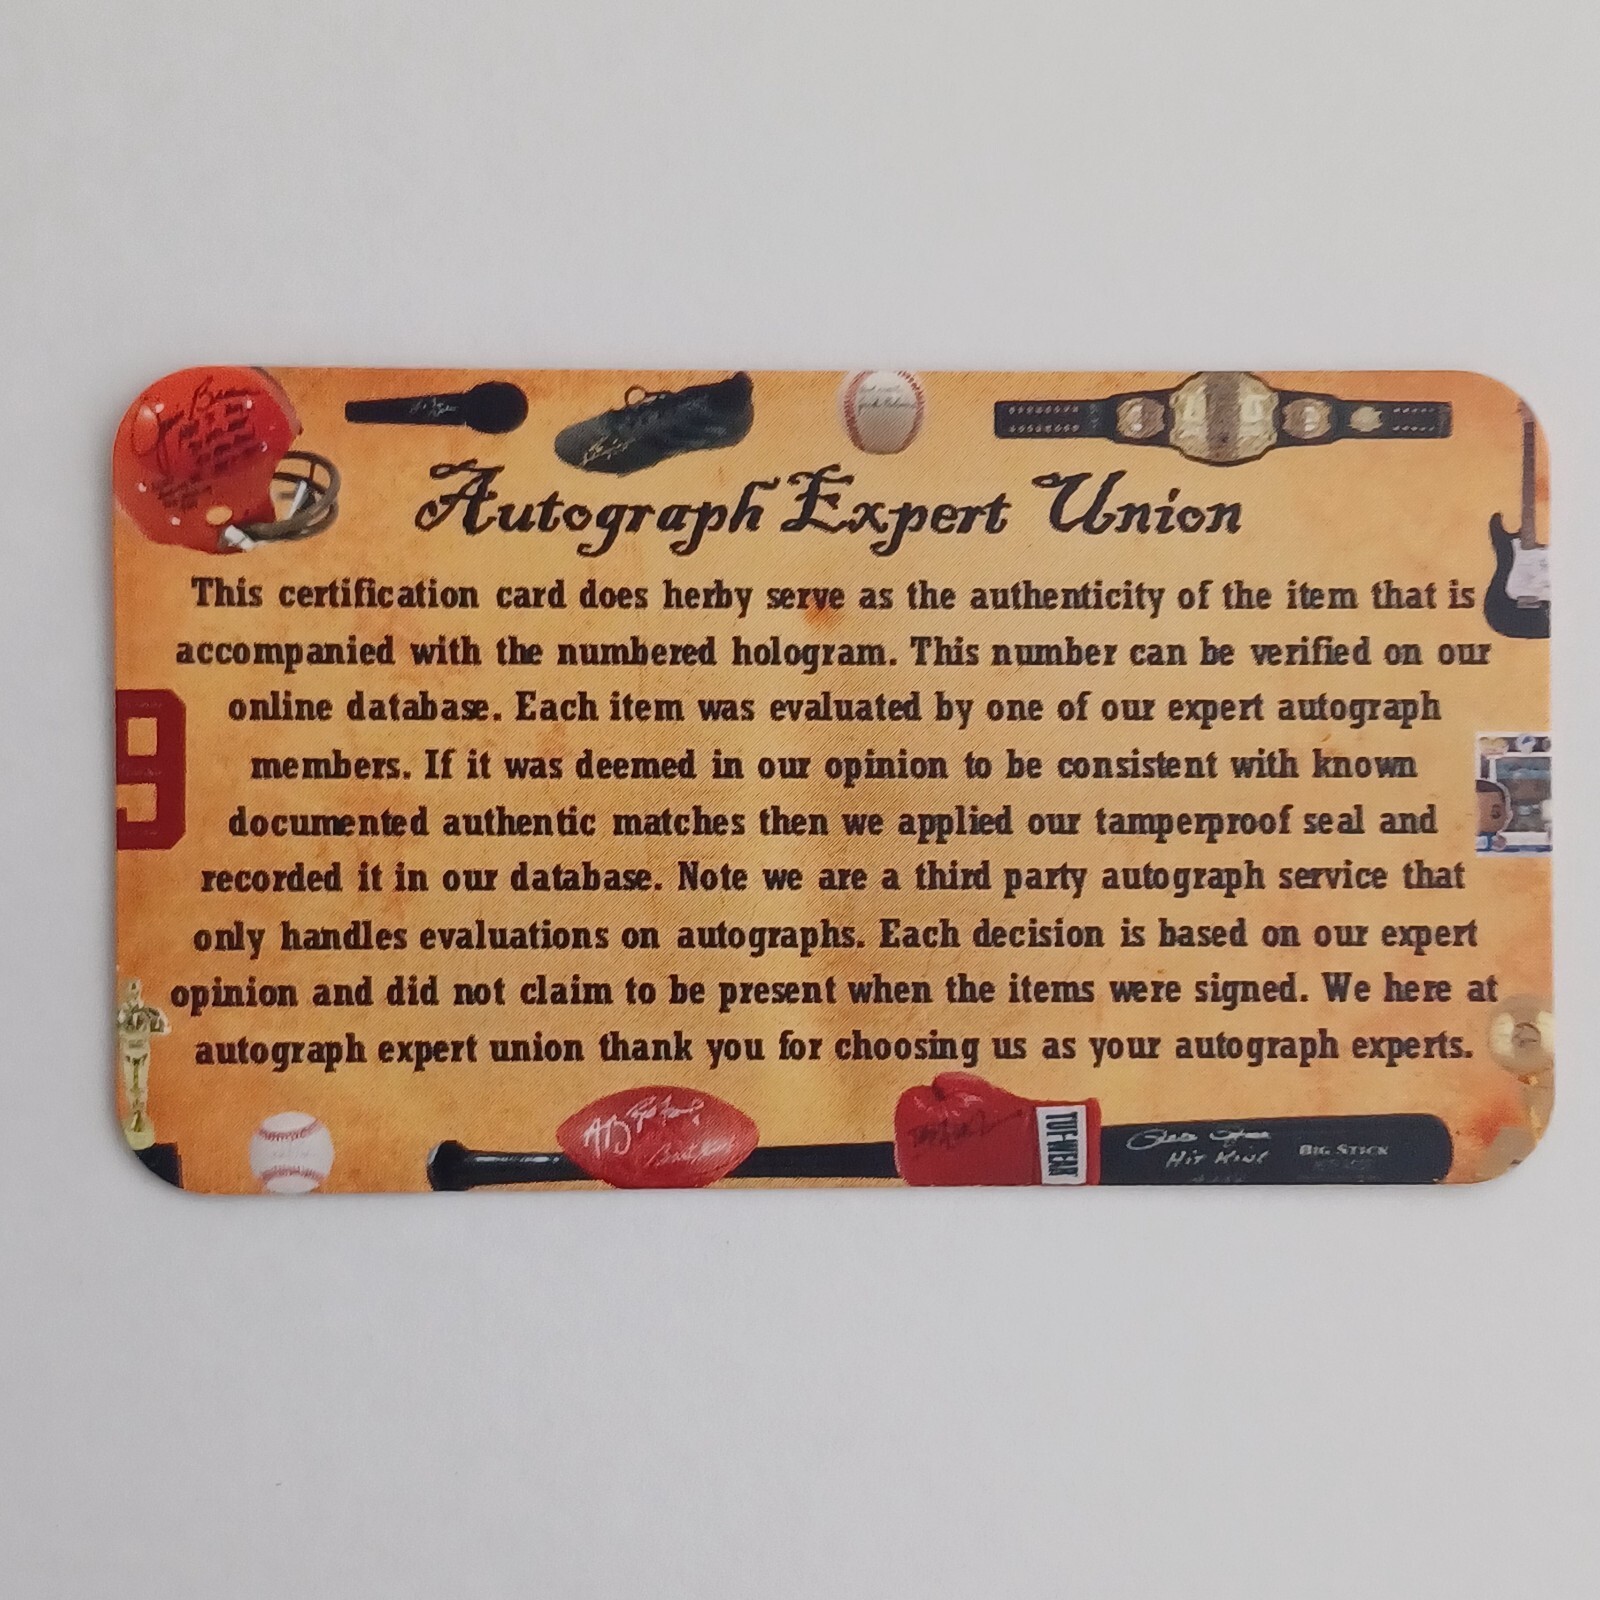 Autograph Expert Union
This certification card does herby serve as the authenticity of the item that is
accompanied with the numbered hologram. This number can be verified on our
online database. Each item was evaluated by one of our expert autograph
members. If it was deemed in our opinion to be consistent with known
documented authentic matches then we applied our tamperproof seal and
recorded it in our database. Note we are a third party autograph service that
only handles evaluations on autographs. Each decision is based on our expert
opinion and did not claim to be present when the items were signed. We here at
autograph expert union thank you for choosing us as your autograph experts.
9
TUF-WEAR
Hit King
BIG STICK